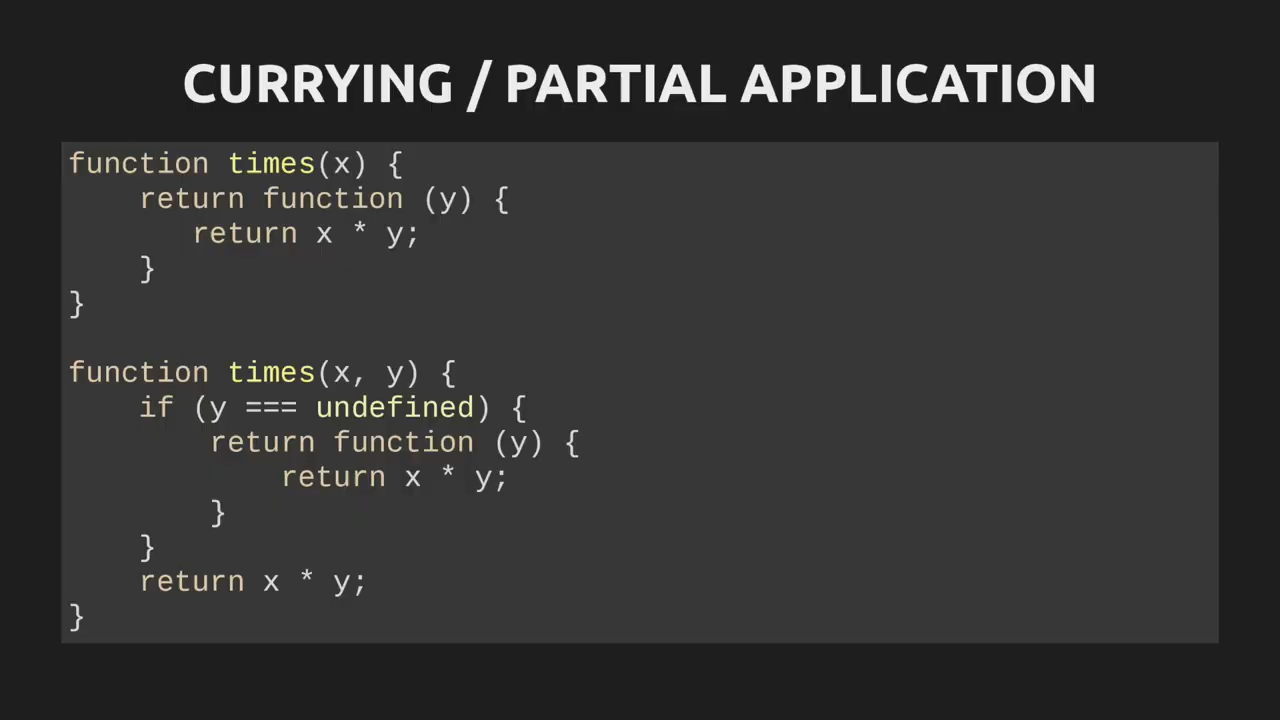 CURRYING / PARTIAL APPLICATION
function times(x) {
    return function (y) {
       return x * y;
    }
}

function times(x, y) {
    if (y === undefined) {
        return function (y) {
            return x * y;
        }
    }
    return x * y;
}